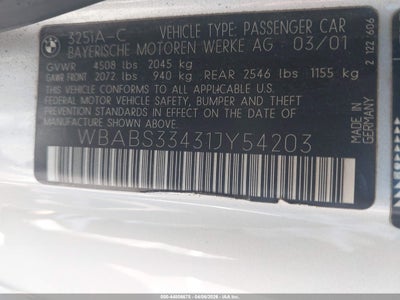 325IA-C VEHICLE TYPE: PASSENGER CAR
BAYERISCHE MOTOREN WERKE AG 03/01
GVWR 4508 lbs 2045 kg
GAWR FRONT 2072 lbs 940 kg REAR 2546 lbs 1155 kg
THIS VEHICLE CONFORMS TO ALL APPLICABLE U.S.
FEDERAL MOTOR VEHICLE SAFETY, BUMPER, AND
THEFT PREVENTION STANDARDS IN EFFECT ON THE
DATE OF MANUFACTURE SHOWN ABOVE.
WBABS33431JY54203
MADE IN
GERMANY
2 122 606